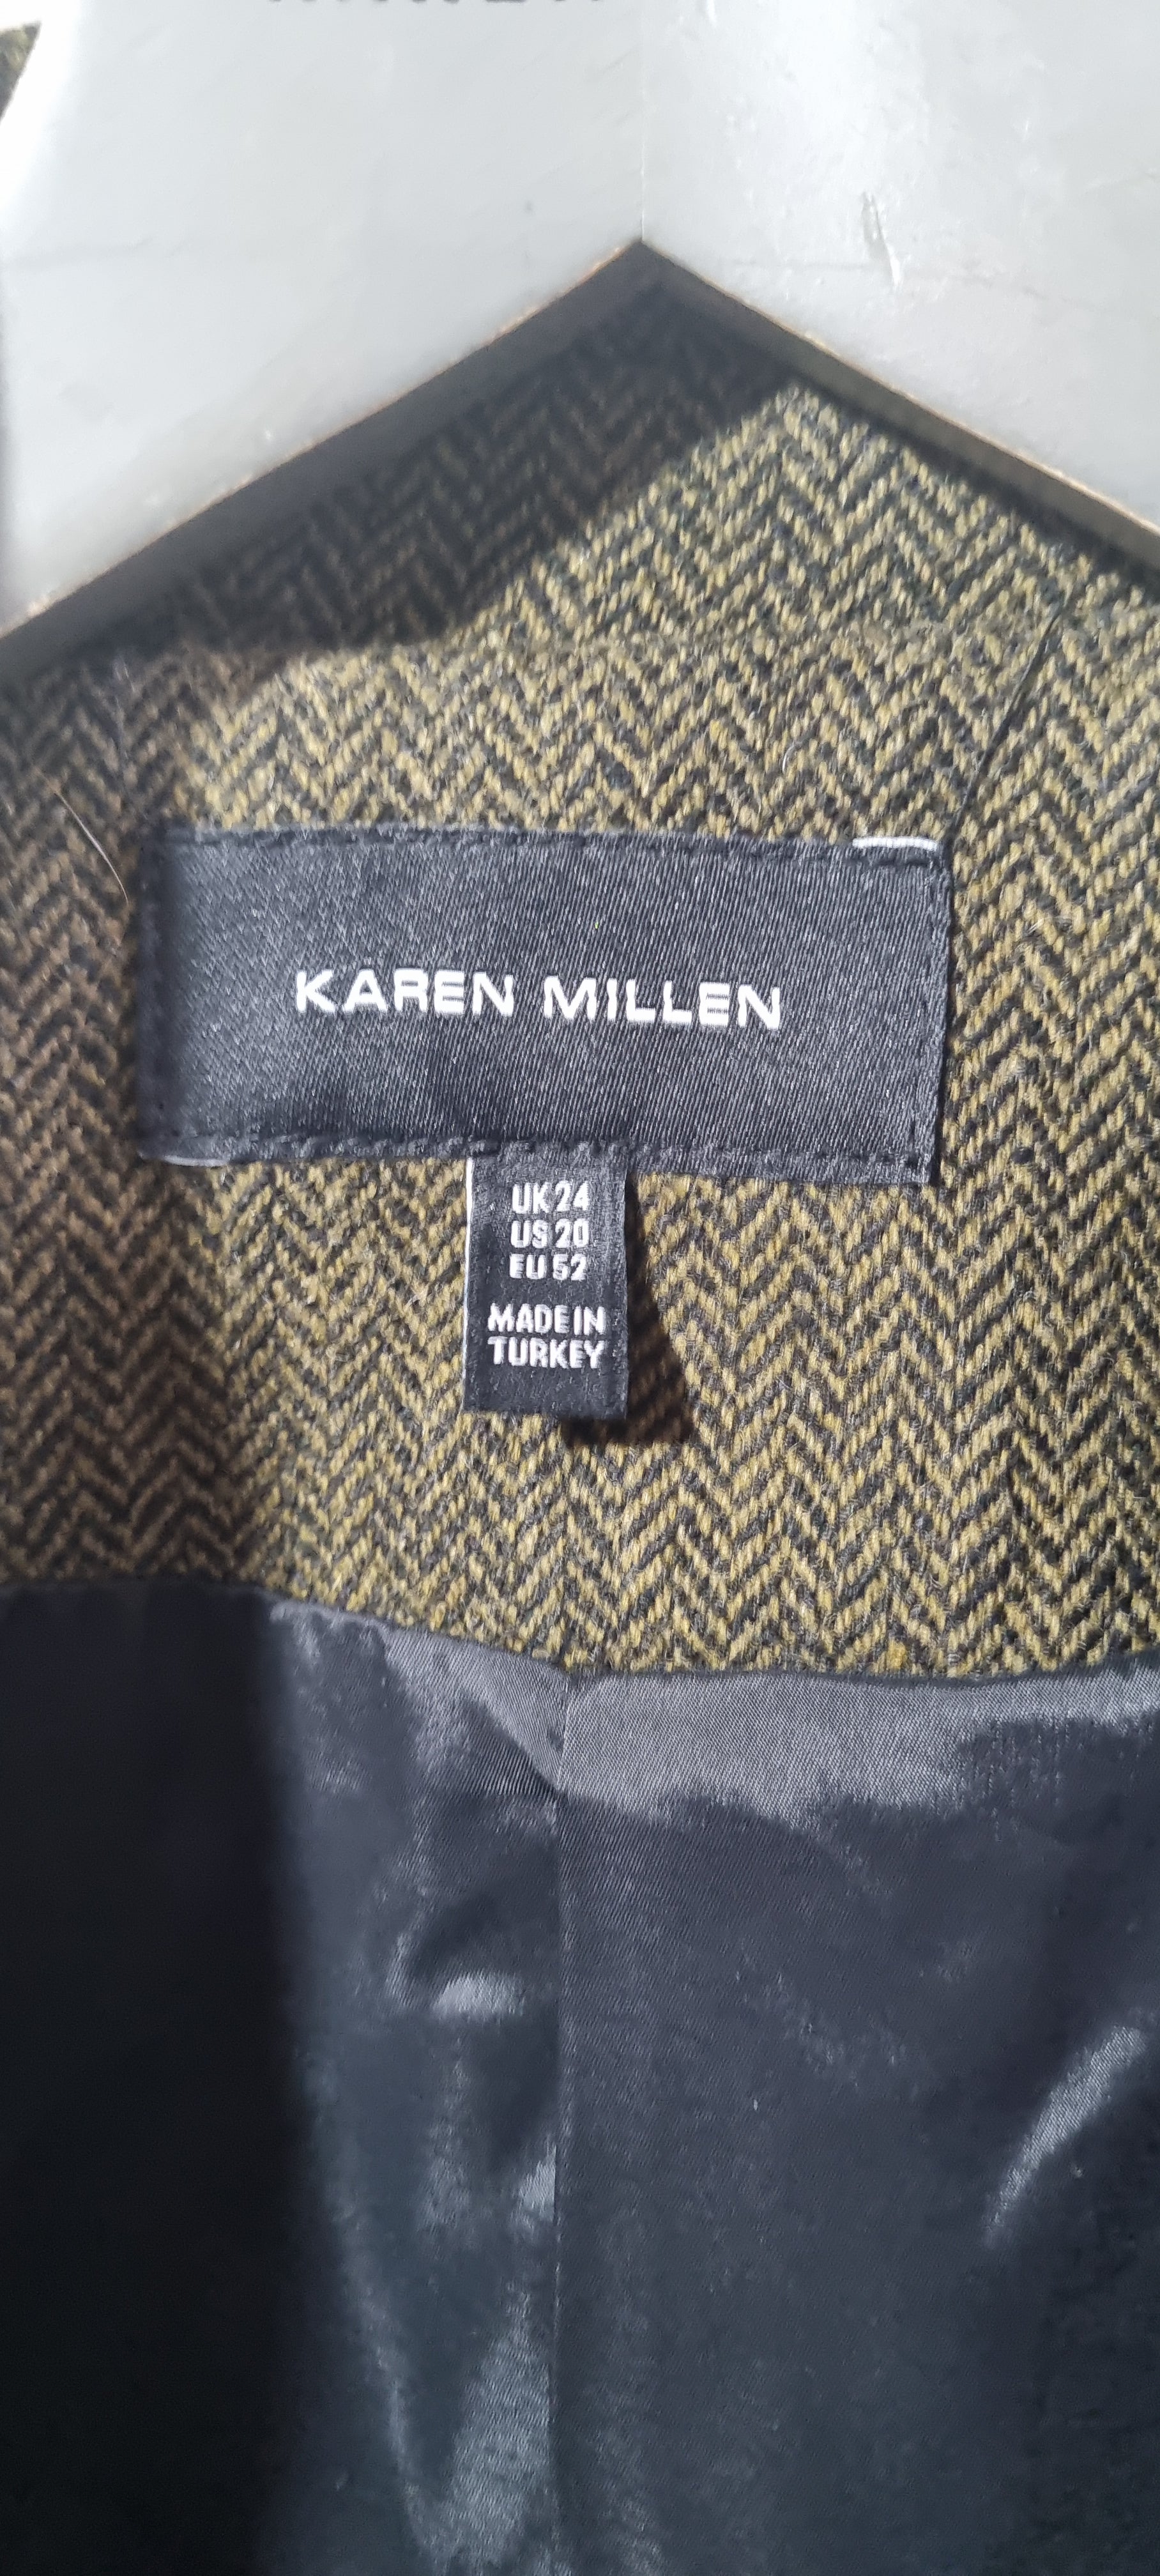 KAREN MILLEN
UK 24
US 20
EU 52
MADE IN
TURKEY